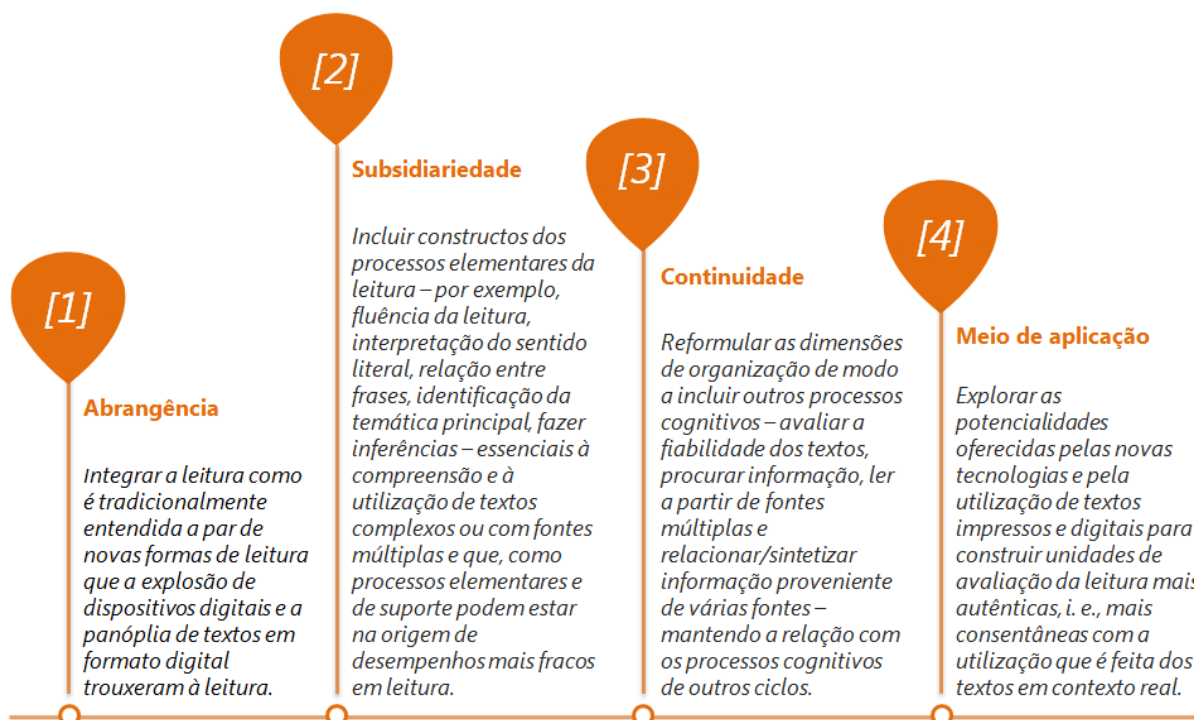 [1]
Abrangência
Integrar a leitura como
é tradicionalmente
entendida a par de
novas formas de leitura
que a explosão de
dispositivos digitais e a
panóplia de textos em
formato digital
trouxeram à leitura.
[2]
Subsidiariedade
Incluir constructos dos
processos elementares da
leitura – por exemplo,
fluência da leitura,
interpretação do sentido
literal, relação entre
frases, identificação da
temática principal, fazer
inferências – essenciais à
compreensão e à
utilização de textos
complexos ou com fontes
múltiplas e que, como
processos elementares e
de suporte podem estar
na origem de
desempenhos mais fracos
em leitura.
[3]
Continuidade
Reformular as dimensões
de organização de modo
a incluir outros processos
cognitivos – avaliar a
fiabilidade dos textos,
procurar informação, ler
a partir de fontes
múltiplas e
relacionar/sintetizar
informação proveniente
de várias fontes –
mantendo a relação com
os processos cognitivos
de outros ciclos.
[4]
Meio de aplicação
Explorar as
potencialidades
oferecidas pelas novas
tecnologias e pela
utilização de textos
impressos e digitais para
construir unidades de
avaliação da leitura mais
autênticas, i. e., mais
consentâneas com a
utilização que é feita dos
textos em contexto real.